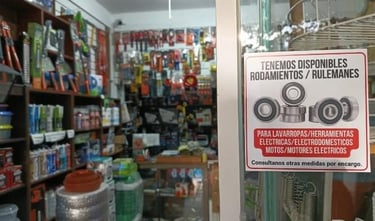 TENEMOS DISPONIBLES
RODAMIENTOS / RULEMANES
PARA LAVARROPAS/HERRAMIENTAS
ELECTRICAS/ELECTRODOMESTICOS
MOTOS/MOTORES ELECTRICOS
Consultanos otras medidas por encargo.